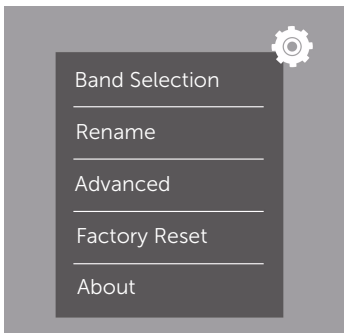 Band Selection
Rename
Advanced
Factory Reset
About